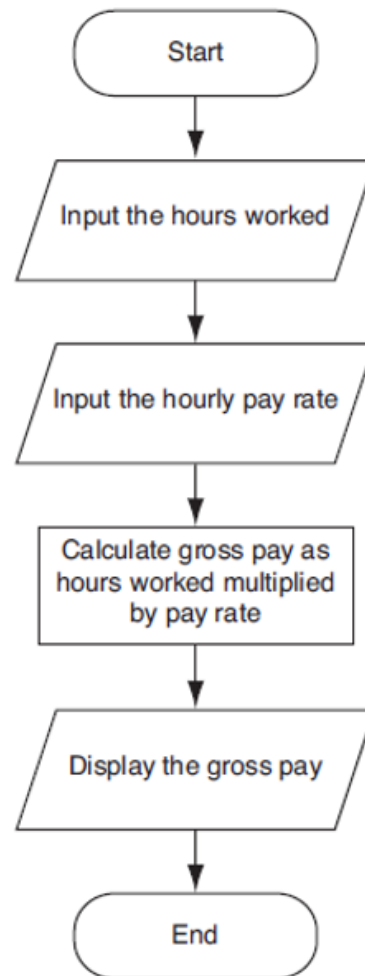 Start
Input the hours worked
Input the hourly pay rate
Calculate gross pay as
hours worked multiplied
by pay rate
Display the gross pay
End